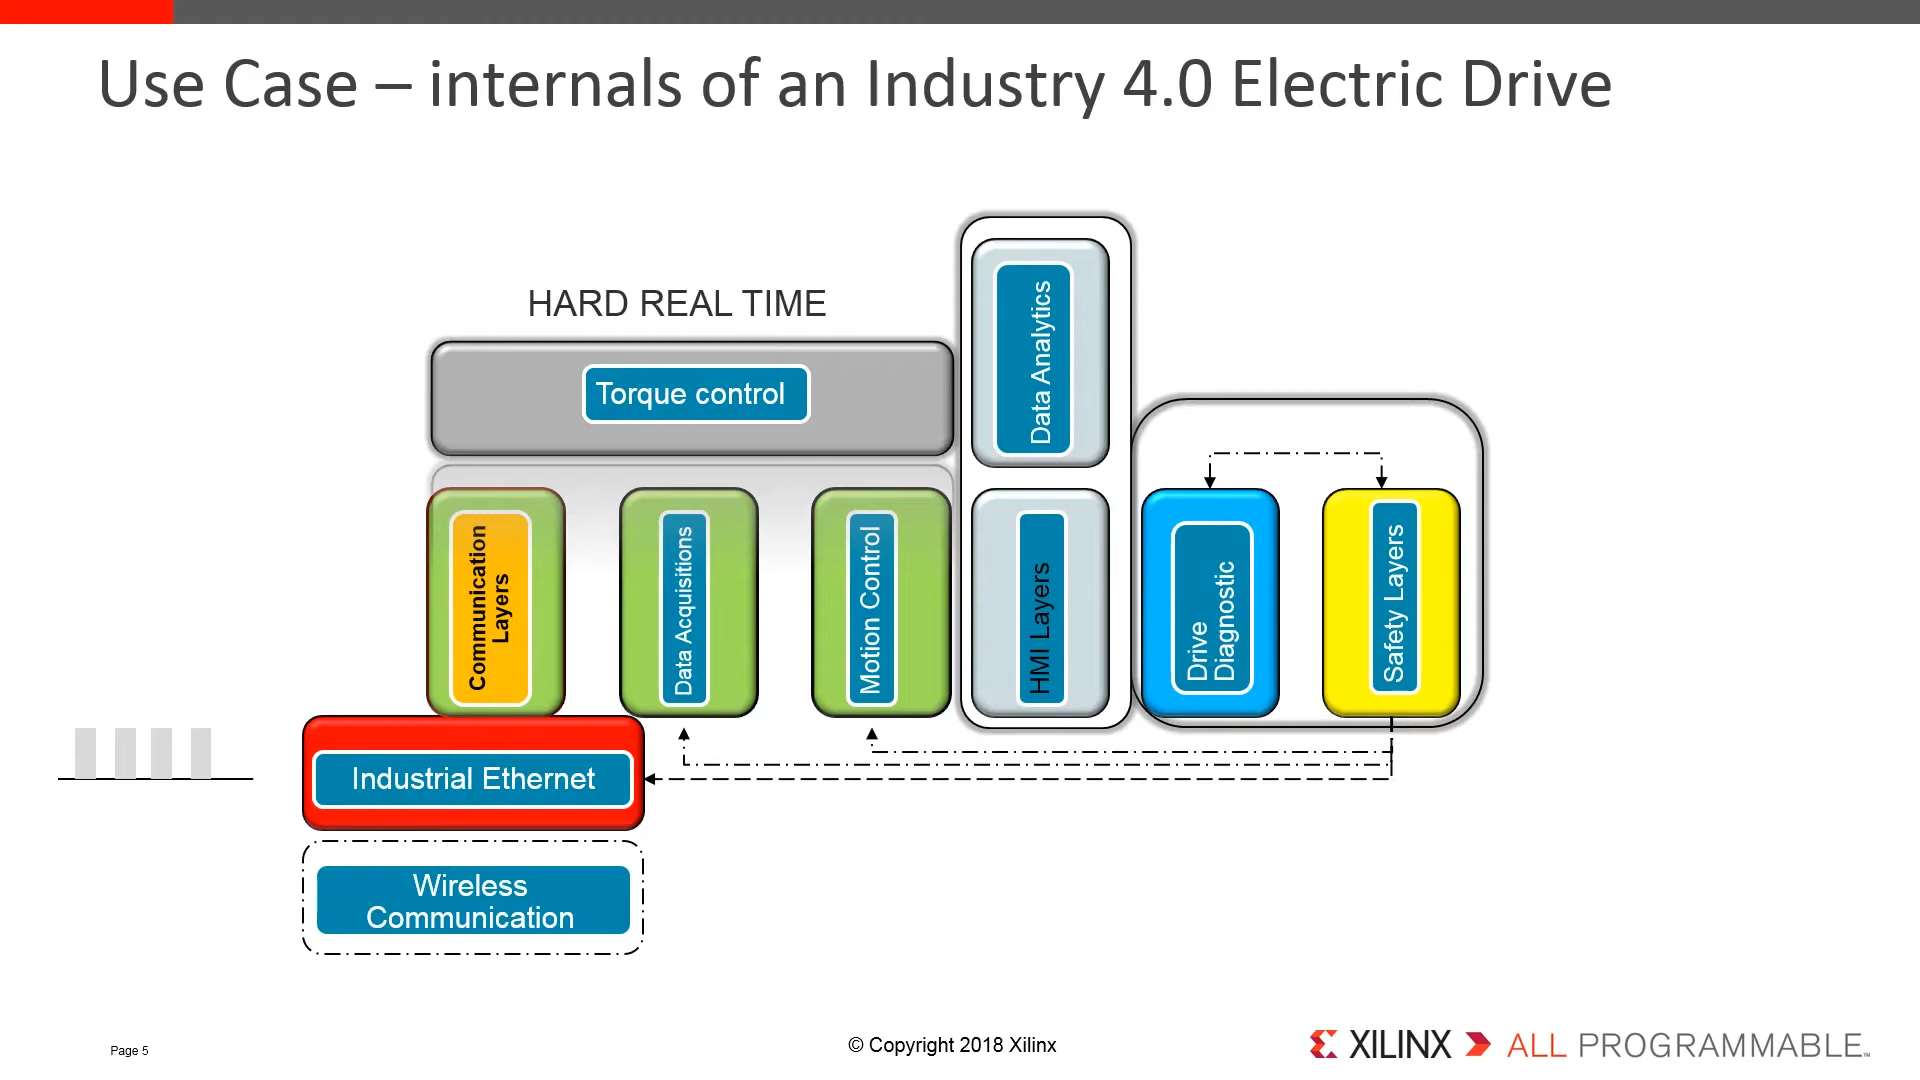 Use Case – internals of an Industry 4.0 Electric Drive
HARD REAL TIME
Torque control
Data Analytics
Communication
Layers
Data Acquisitions
Motion Control
HMI Layers
Drive
Diagnostic
Safety Layers
Industrial Ethernet
Wireless
Communication
Page 5
© Copyright 2018 Xilinx
XILINX ALL PROGRAMMABLE™